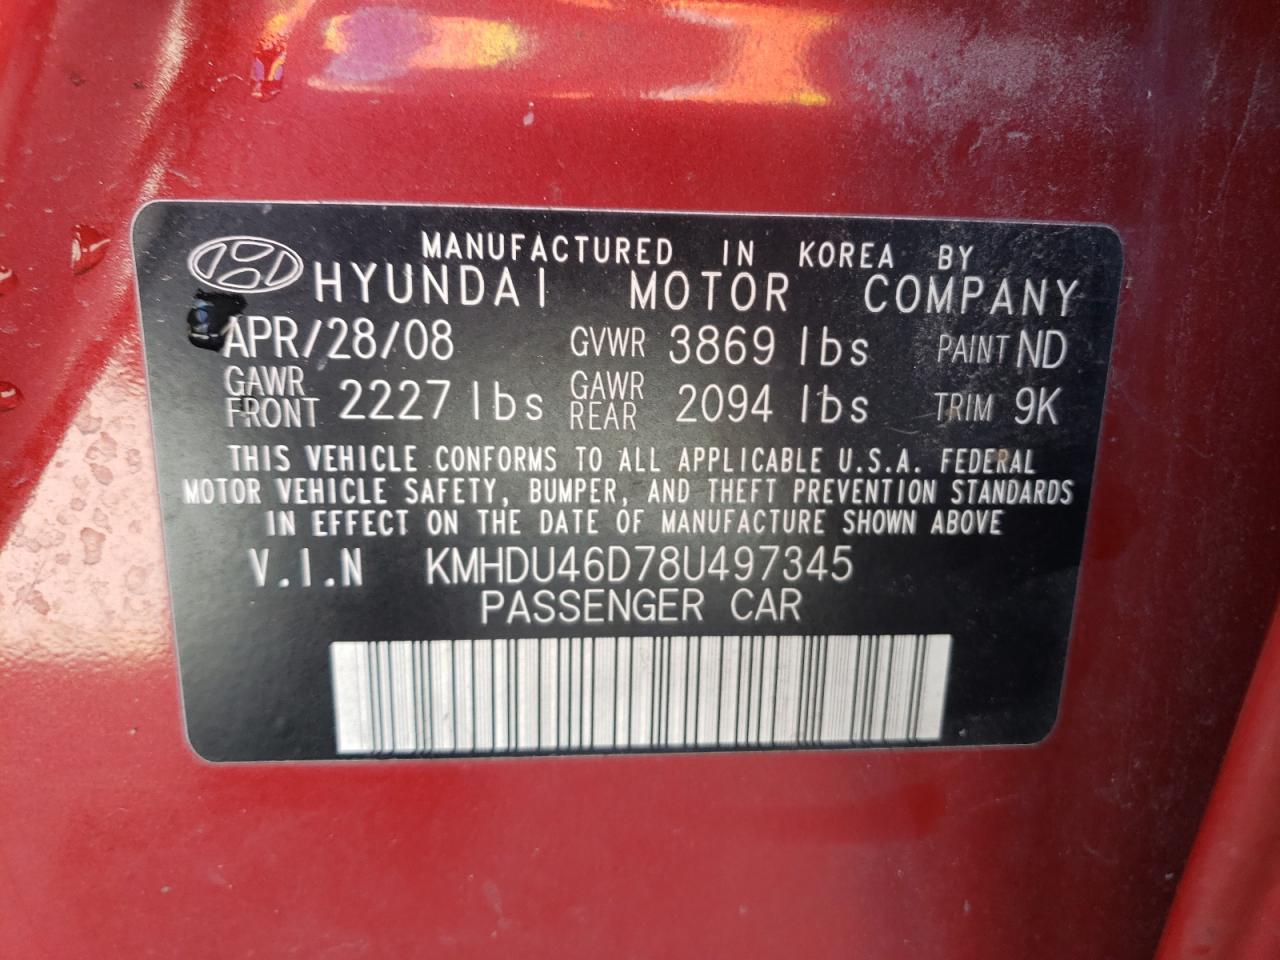 MANUFACTURED IN KOREA BY
HYUNDAI MOTOR COMPANY
APR/28/08 GVWR 3869 lbs PAINT ND
GAWR FRONT 2227 lbs GAWR REAR 2094 lbs TRIM 9K
THIS VEHICLE CONFORMS TO ALL APPLICABLE U.S.A. FEDERAL
MOTOR VEHICLE SAFETY, BUMPER, AND THEFT PREVENTION STANDARDS
IN EFFECT ON THE DATE OF MANUFACTURE SHOWN ABOVE
V.I.N KMHDU46D78U497345
PASSENGER CAR